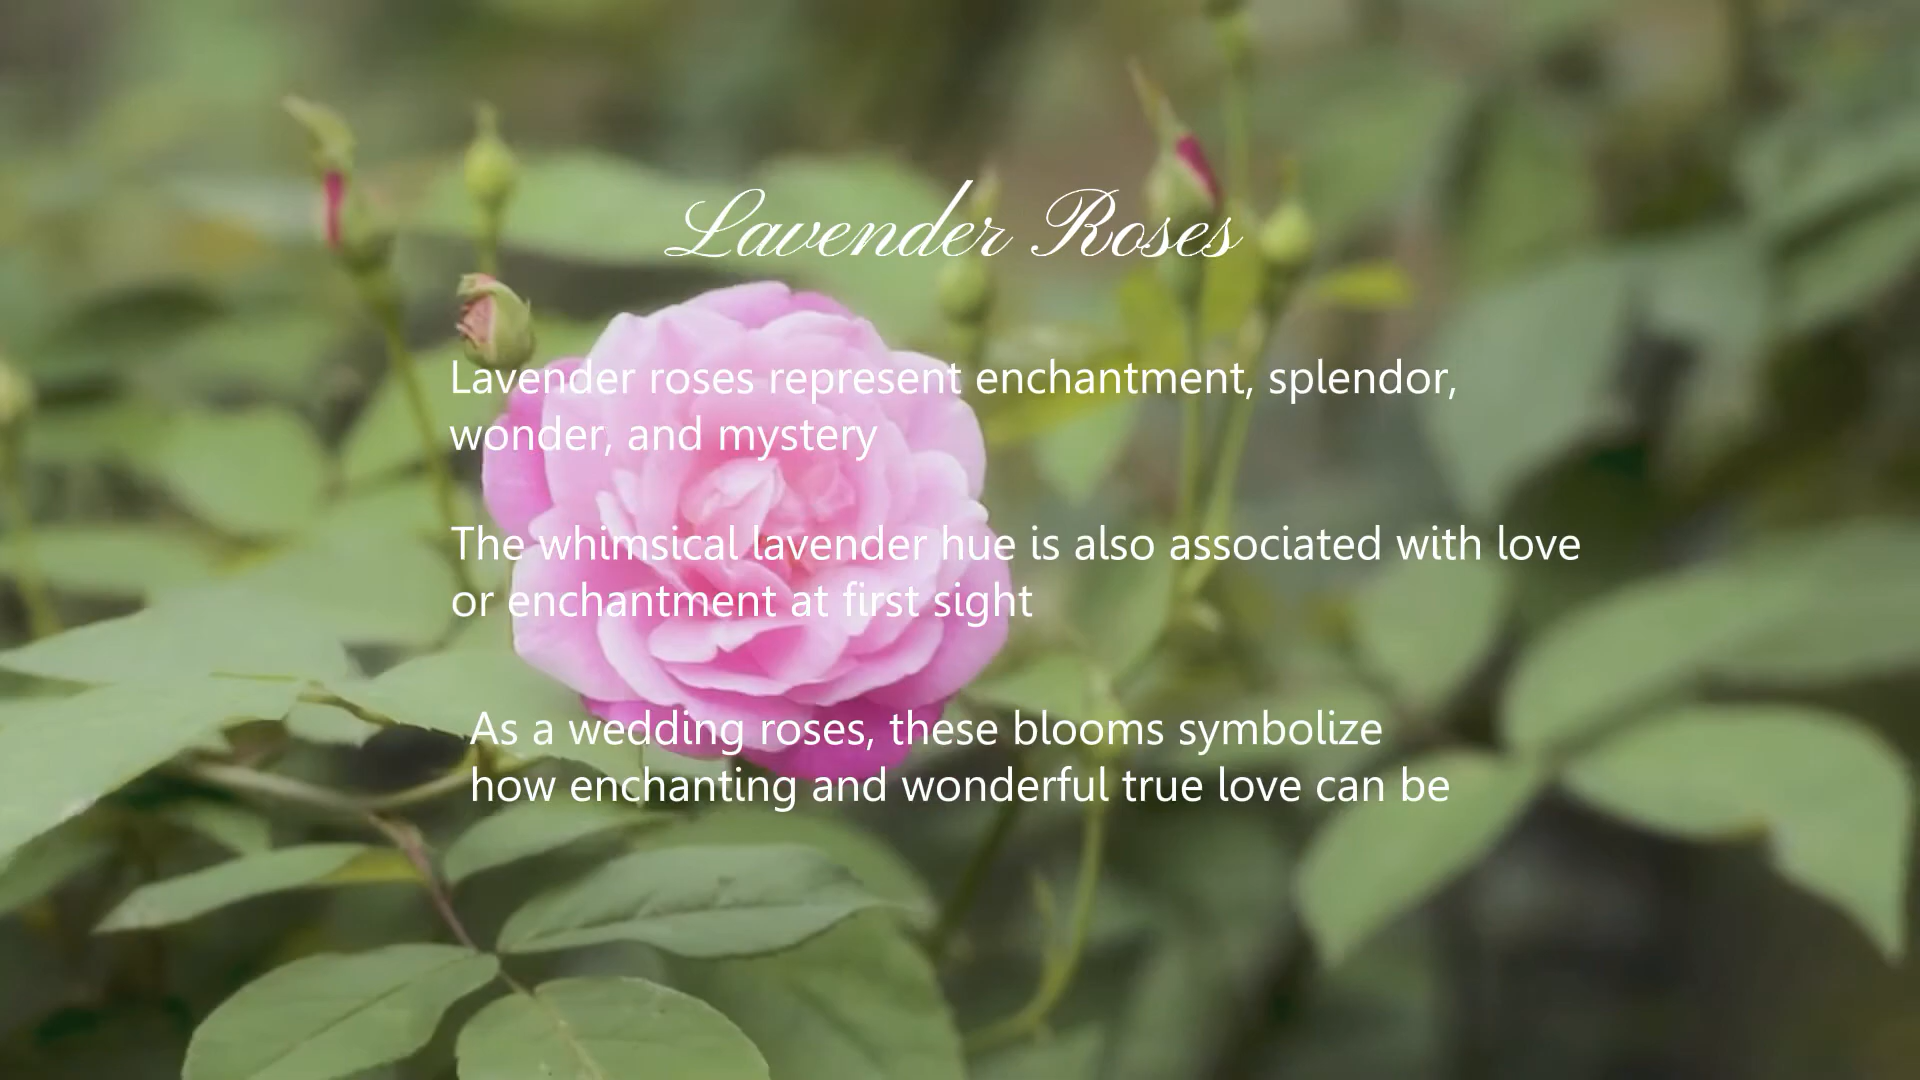 Lavender Roses
Lavender roses represent enchantment, splendor,
wonder, and mystery
The whimsical lavender hue is also associated with love
or enchantment at first sight
As a wedding roses, these blooms symbolize
how enchanting and wonderful true love can be